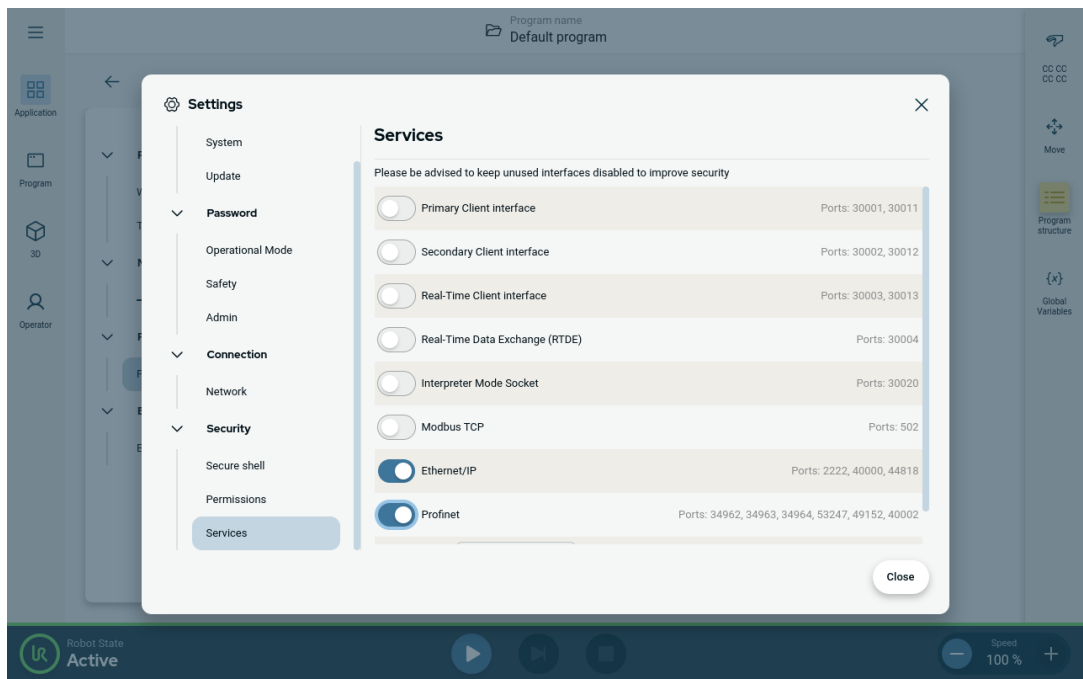 Program name
Default program
Application
Program
3D
Operator
Settings
System
Update
Password
Operational Mode
Safety
Admin
Connection
Network
Security
Secure shell
Permissions
Services
Services
Please be advised to keep unused interfaces disabled to improve security
Primary Client interface Ports: 30001, 30011
Secondary Client interface Ports: 30002, 30012
Real-Time Client interface Ports: 30003, 30013
Real-Time Data Exchange (RTDE) Ports: 30004
Interpreter Mode Socket Ports: 30020
Modbus TCP Ports: 502
Ethernet/IP Ports: 2222, 40000, 44818
Profinet Ports: 34962, 34963, 34964, 53247, 49152, 40002
Close
CC CC
CC CC
Move
Program
structure
{x}
Global
Variables
Robot State
Active
Speed
100 %